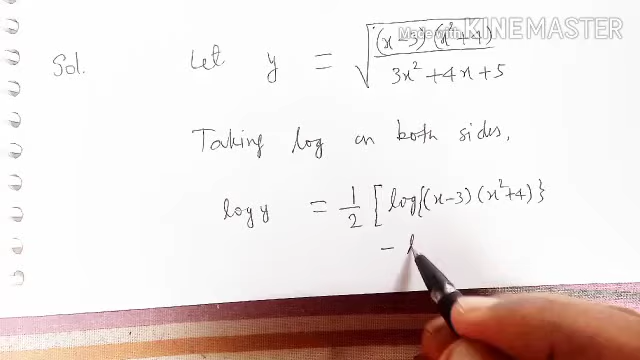 Made with KINEMASTER
Sol. Let y = √((x-3) (x²+4) / 3x²+4x+5)
Taking log on both sides,
log y = 1/2 [log{(x-3)(x²+4)}
- l